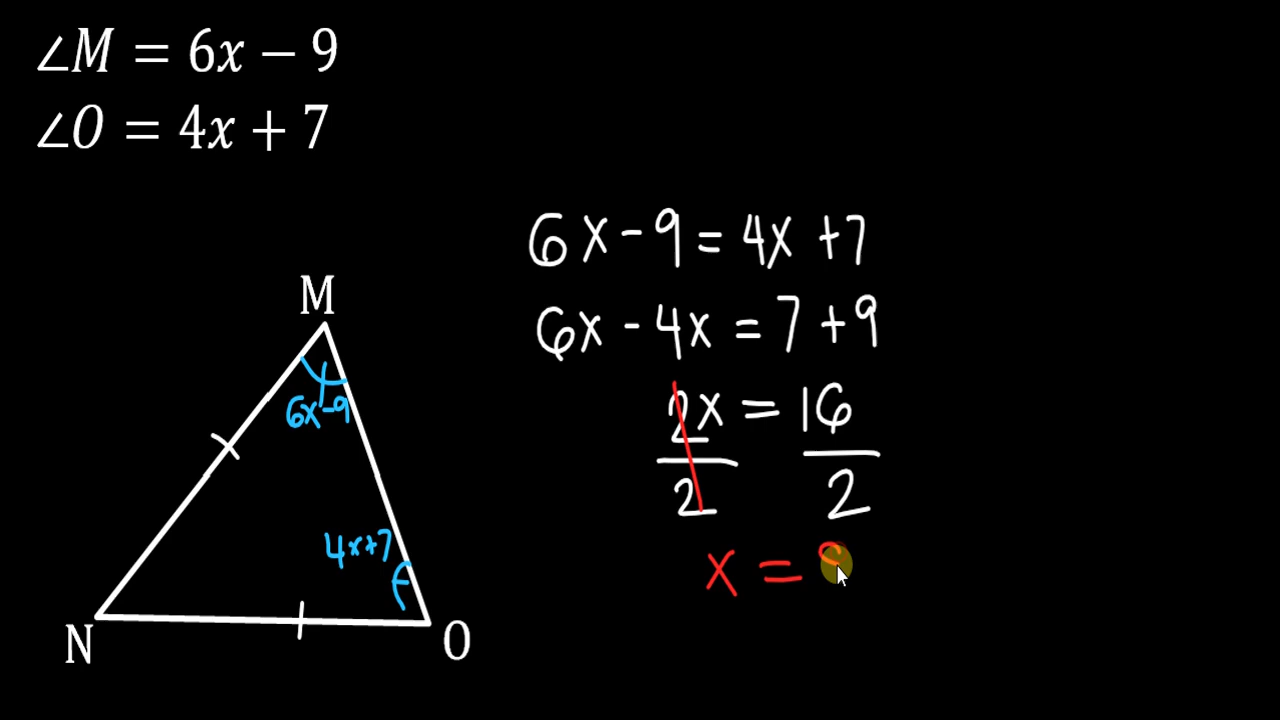 ∠M = 6x − 9
∠O = 4x + 7
6x - 9 = 4x + 7
M
6x - 4x = 7 + 9
6x-9
2x = 16
2 2
4x+7
x = 8
N
O